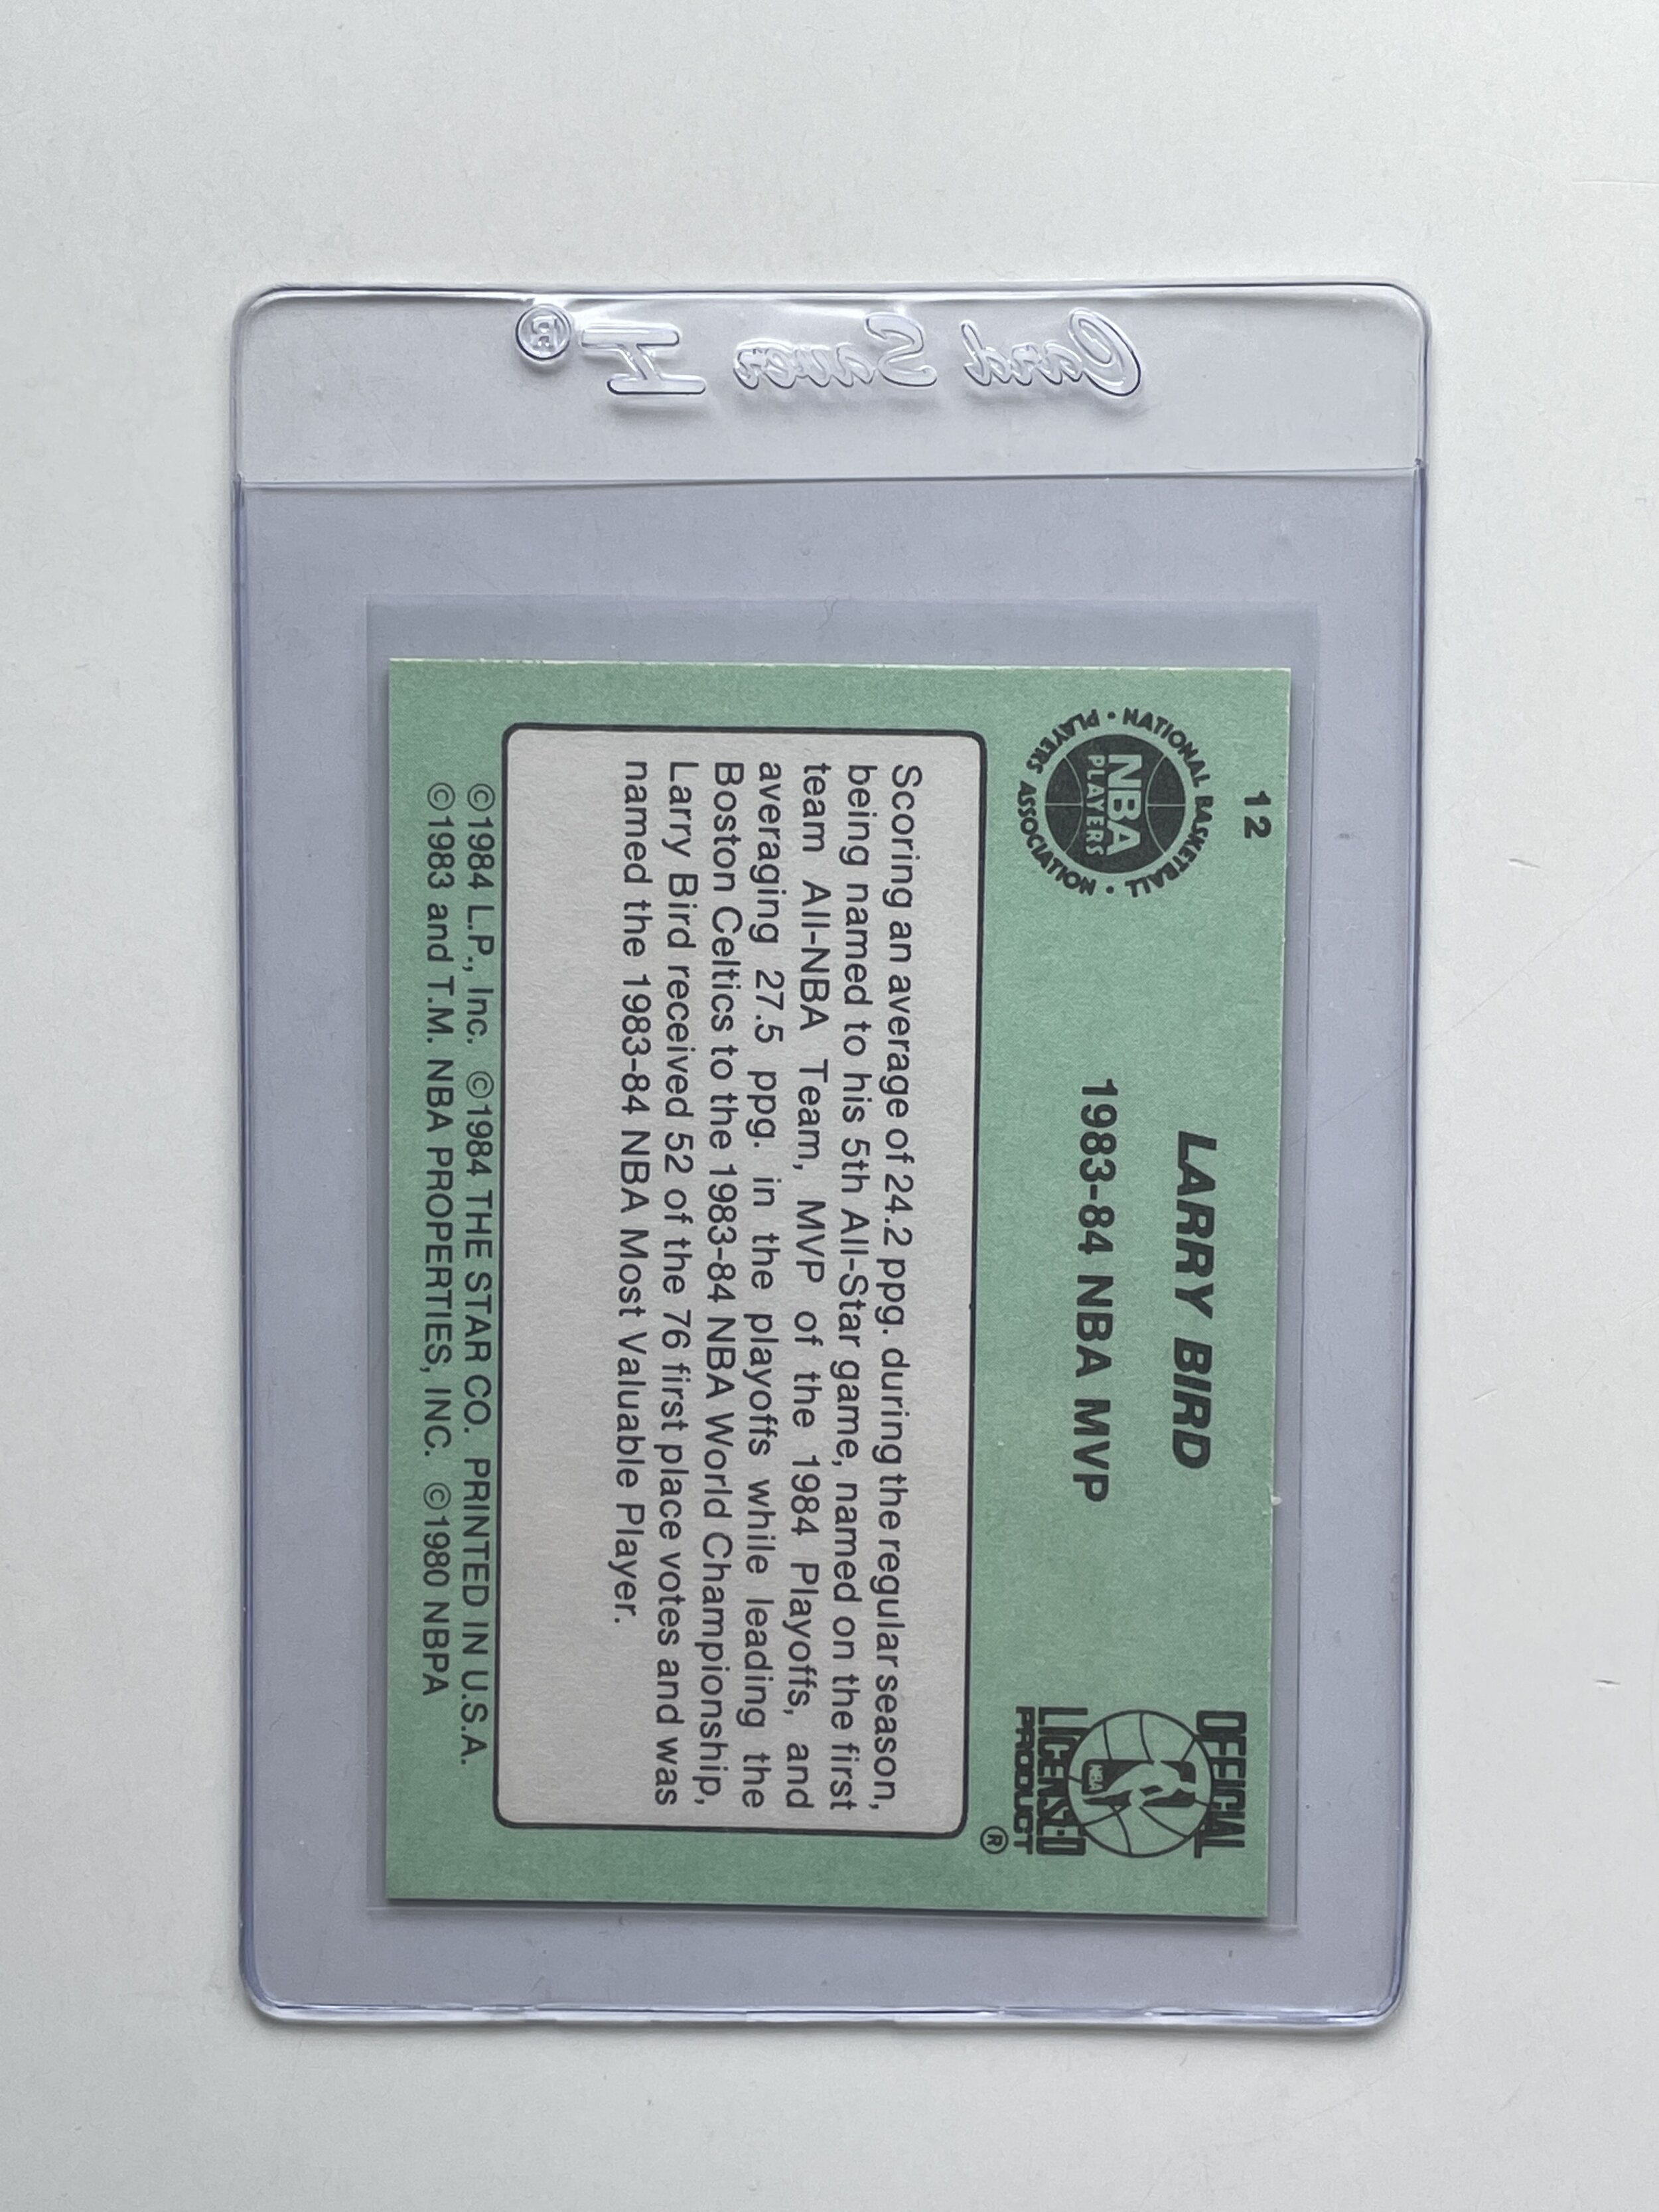 Card Saver I®
12
NATIONAL BASKETBALL
PLAYERS ASSOCIATION
NBA
PLAYERS
LARRY BIRD
1983-84 NBA MVP
OFFICIAL
NBA
LICENSED
PRODUCT
®
Scoring an average of 24.2 ppg. during the regular season,
being named to his 5th All-Star game, named on the first
team All-NBA Team, MVP of the 1984 Playoffs, and
averaging 27.5 ppg. in the playoffs while leading the
Boston Celtics to the 1983-84 NBA World Championship,
Larry Bird received 52 of the 76 first place votes and was
named the 1983-84 NBA Most Valuable Player.
©1984 L.P., Inc. ©1984 THE STAR CO. PRINTED IN U.S.A.
©1983 and T.M. NBA PROPERTIES, INC. ©1980 NBPA